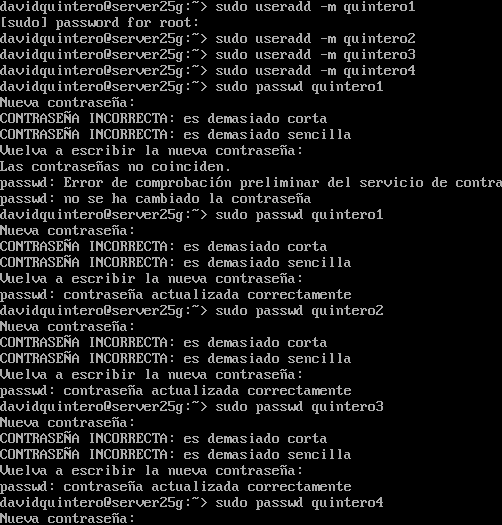 davidquintero@server25g:~> sudo useradd -m quintero1
[sudo] password for root:
davidquintero@server25g:~> sudo useradd -m quintero2
davidquintero@server25g:~> sudo useradd -m quintero3
davidquintero@server25g:~> sudo useradd -m quintero4
davidquintero@server25g:~> sudo passwd quintero1
Nueva contraseña:
CONTRASEÑA INCORRECTA: es demasiado corta
CONTRASEÑA INCORRECTA: es demasiado sencilla
Vuelva a escribir la nueva contraseña:
Las contraseñas no coinciden.
passwd: Error de comprobación preliminar del servicio de contra
passwd: no se ha cambiado la contraseña
davidquintero@server25g:~> sudo passwd quintero1
Nueva contraseña:
CONTRASEÑA INCORRECTA: es demasiado corta
CONTRASEÑA INCORRECTA: es demasiado sencilla
Vuelva a escribir la nueva contraseña:
passwd: contraseña actualizada correctamente
davidquintero@server25g:~> sudo passwd quintero2
Nueva contraseña:
CONTRASEÑA INCORRECTA: es demasiado corta
CONTRASEÑA INCORRECTA: es demasiado sencilla
Vuelva a escribir la nueva contraseña:
passwd: contraseña actualizada correctamente
davidquintero@server25g:~> sudo passwd quintero3
Nueva contraseña:
CONTRASEÑA INCORRECTA: es demasiado corta
CONTRASEÑA INCORRECTA: es demasiado sencilla
Vuelva a escribir la nueva contraseña:
passwd: contraseña actualizada correctamente
davidquintero@server25g:~> sudo passwd quintero4
Nueva contraseña: